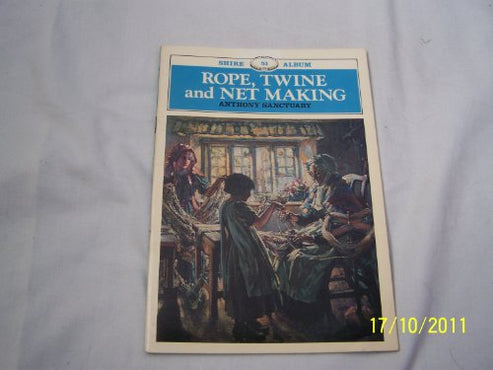 SHIRE 51 ALBUM
ROPE, TWINE
and NET MAKING
ANTHONY SANCTUARY
17/10/2011